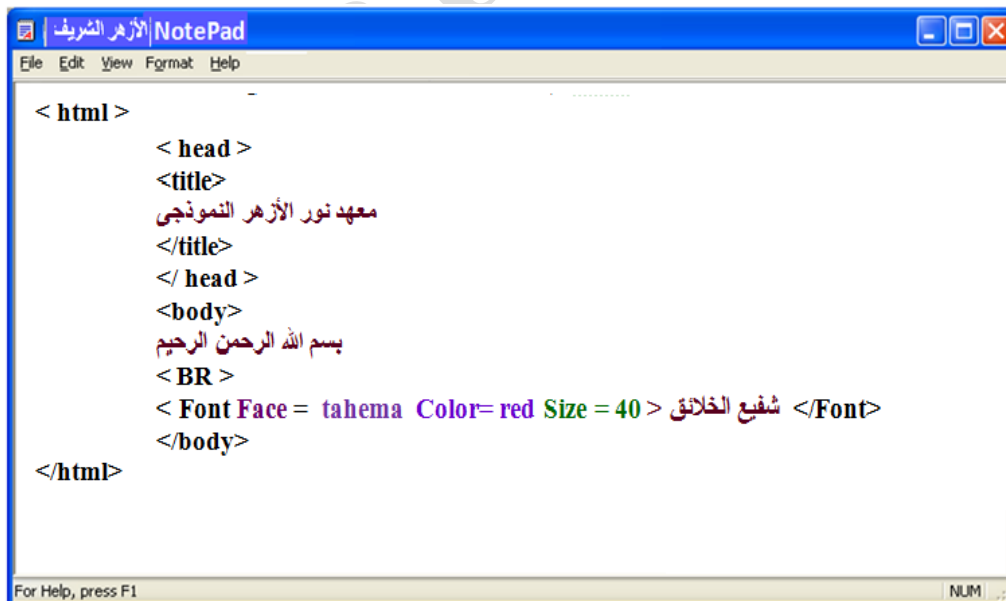 NotePad | الأزهر الشريف
File Edit View Format Help
< html >
< head >
<title>
معهد نور الأزهر النموذجى
</title>
</ head >
<body>
بسم الله الرحمن الرحيم
< BR >
< Font Face = tahema Color= red Size = 40 < شفيع الخلائق </Font>
</body>
</html>
For Help, press F1
NUM